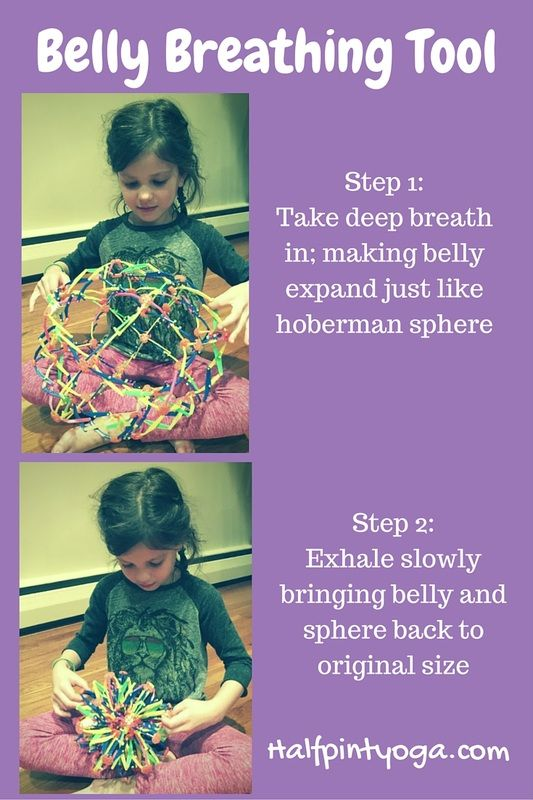 Belly Breathing Tool
Step 1:
Take deep breath
in; making belly
expand just like
hoberman sphere
Step 2:
Exhale slowly
bringing belly and
sphere back to
original size
Halfpintyoga.com